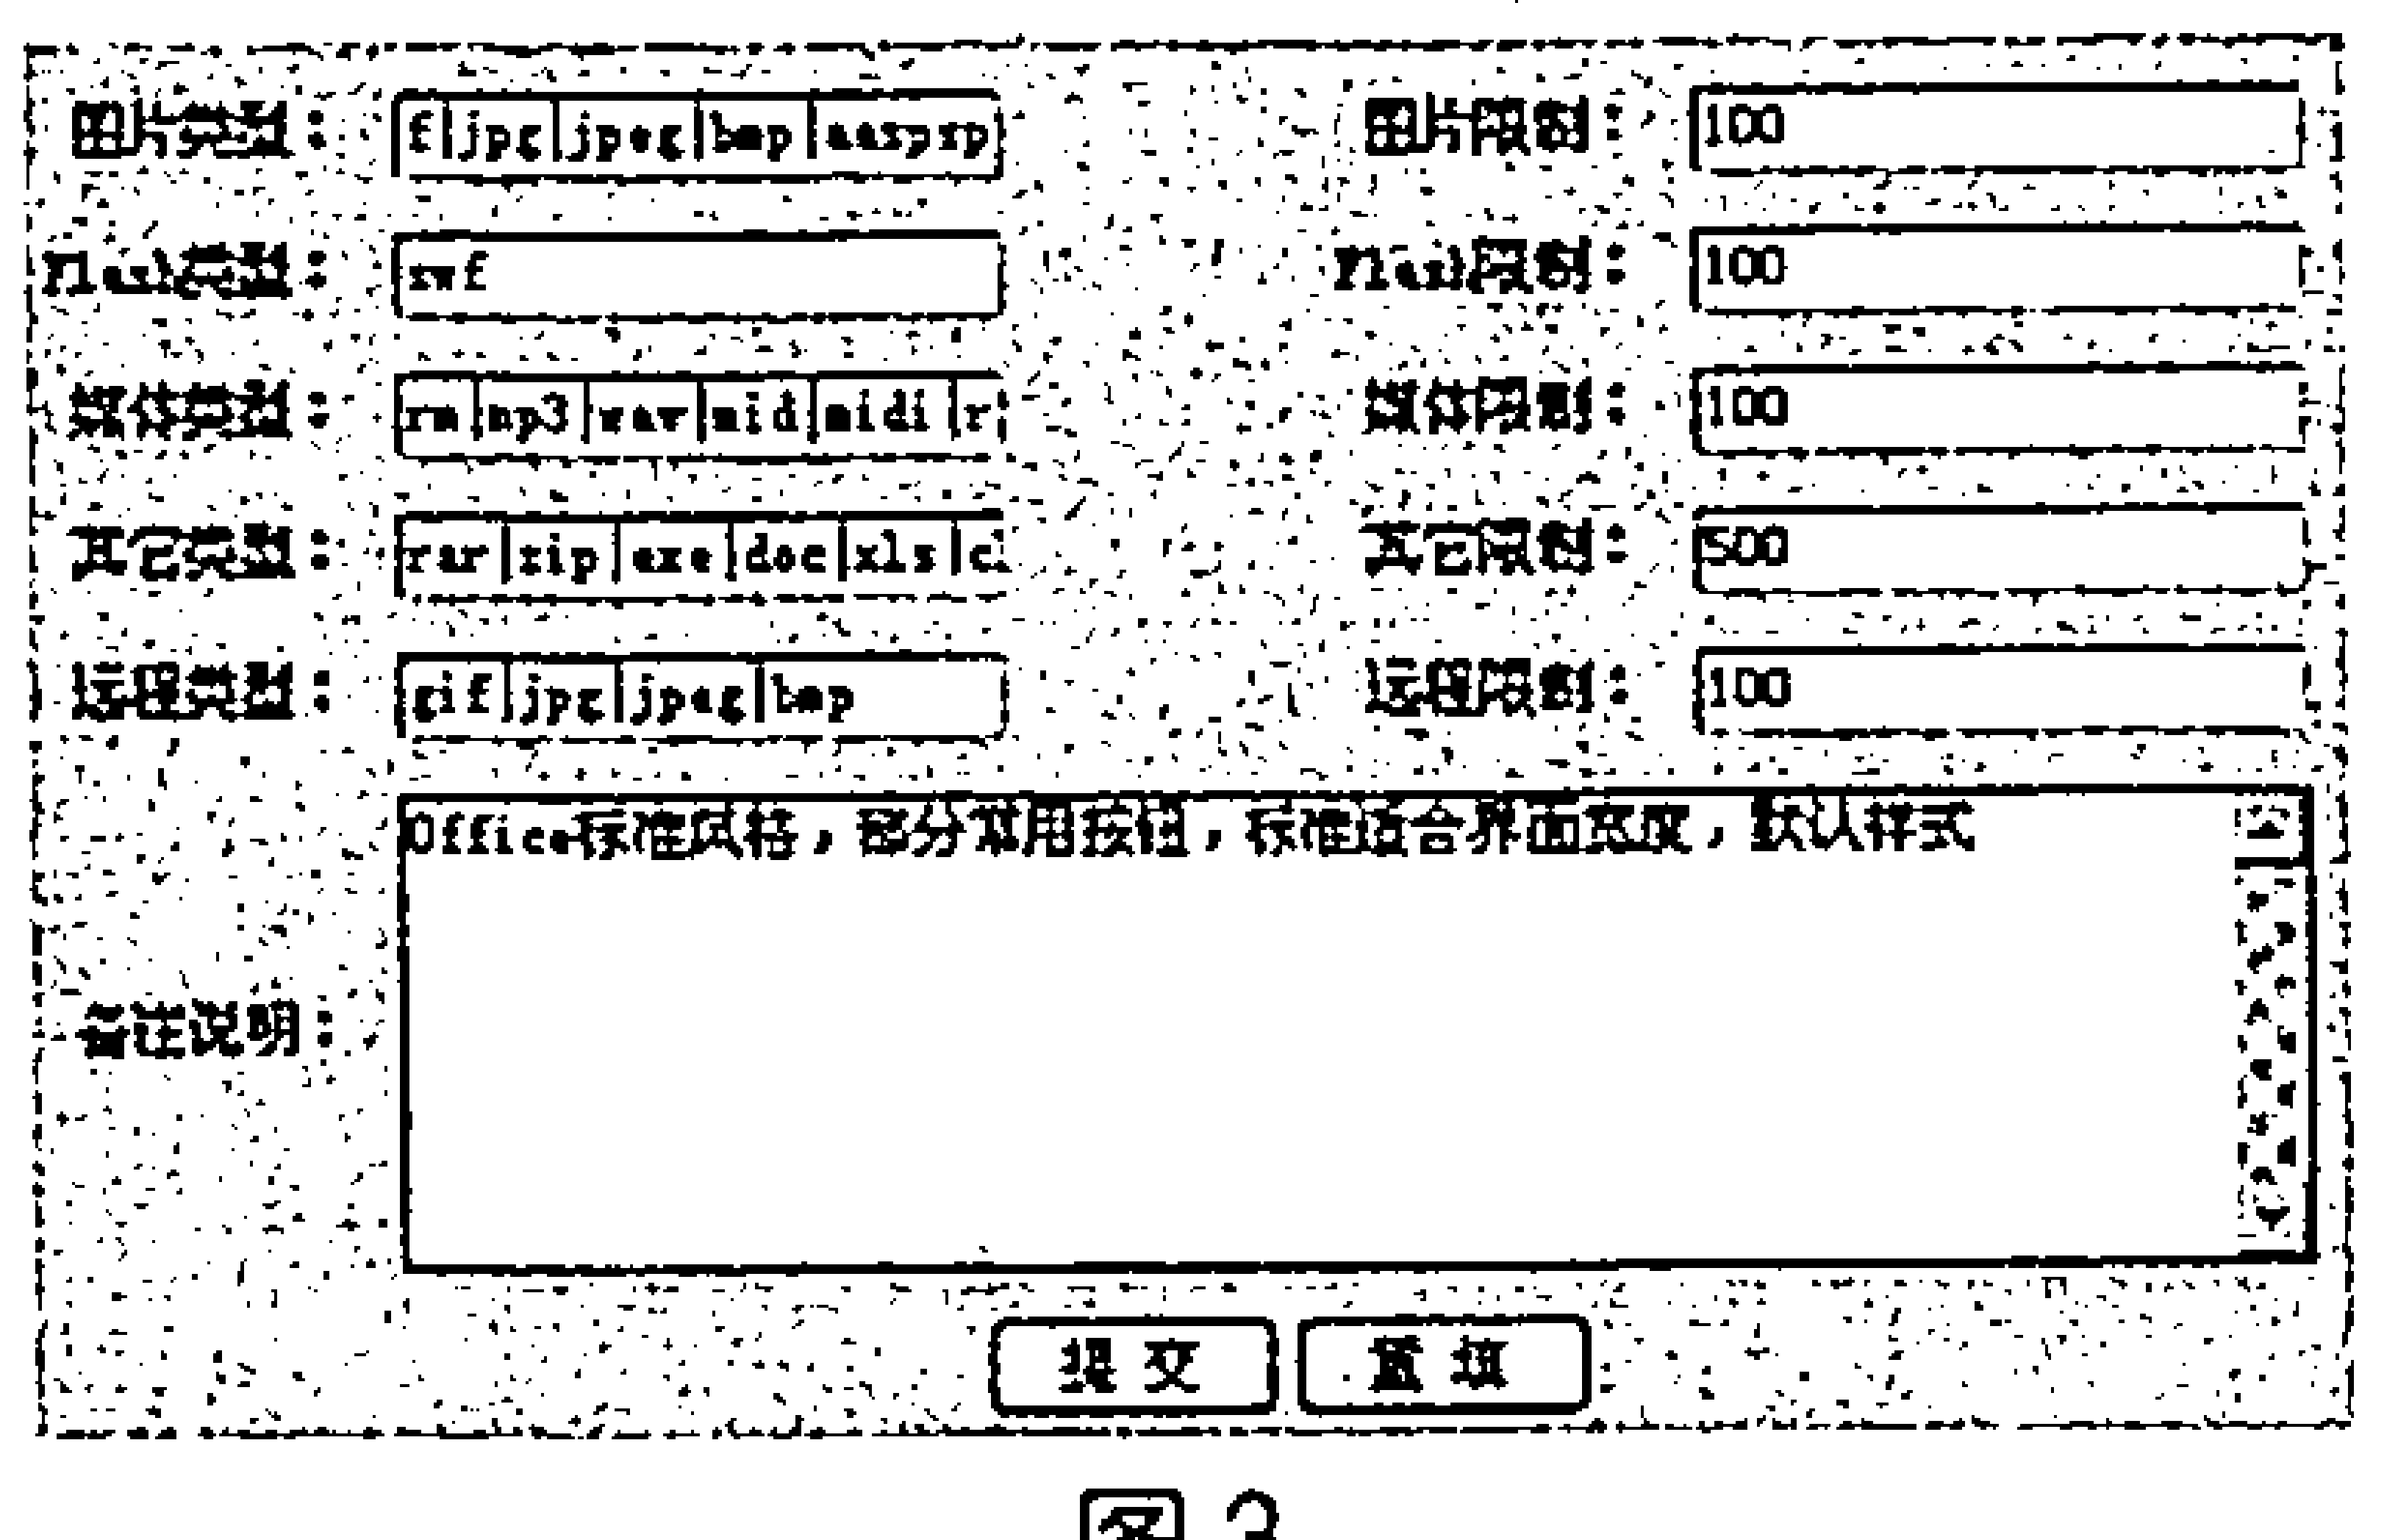 图片类型： f|jpg|jpeg|bmp|aasprp 图片限制： 100
Flash类型： swf Flash限制： 100
媒体类型： rm|mp3|wav|mid|midi|r 媒体限制： 100
其它类型： rar|zip|exe|doc|xls|c 其它限制： 500
远程类型： gif|jpg|jpeg|bmp 远程限制： 100
Office标准风格，部分常用按钮，标准适合界面宽度，默认样式
备注说明：
提 交 重 填
图 3